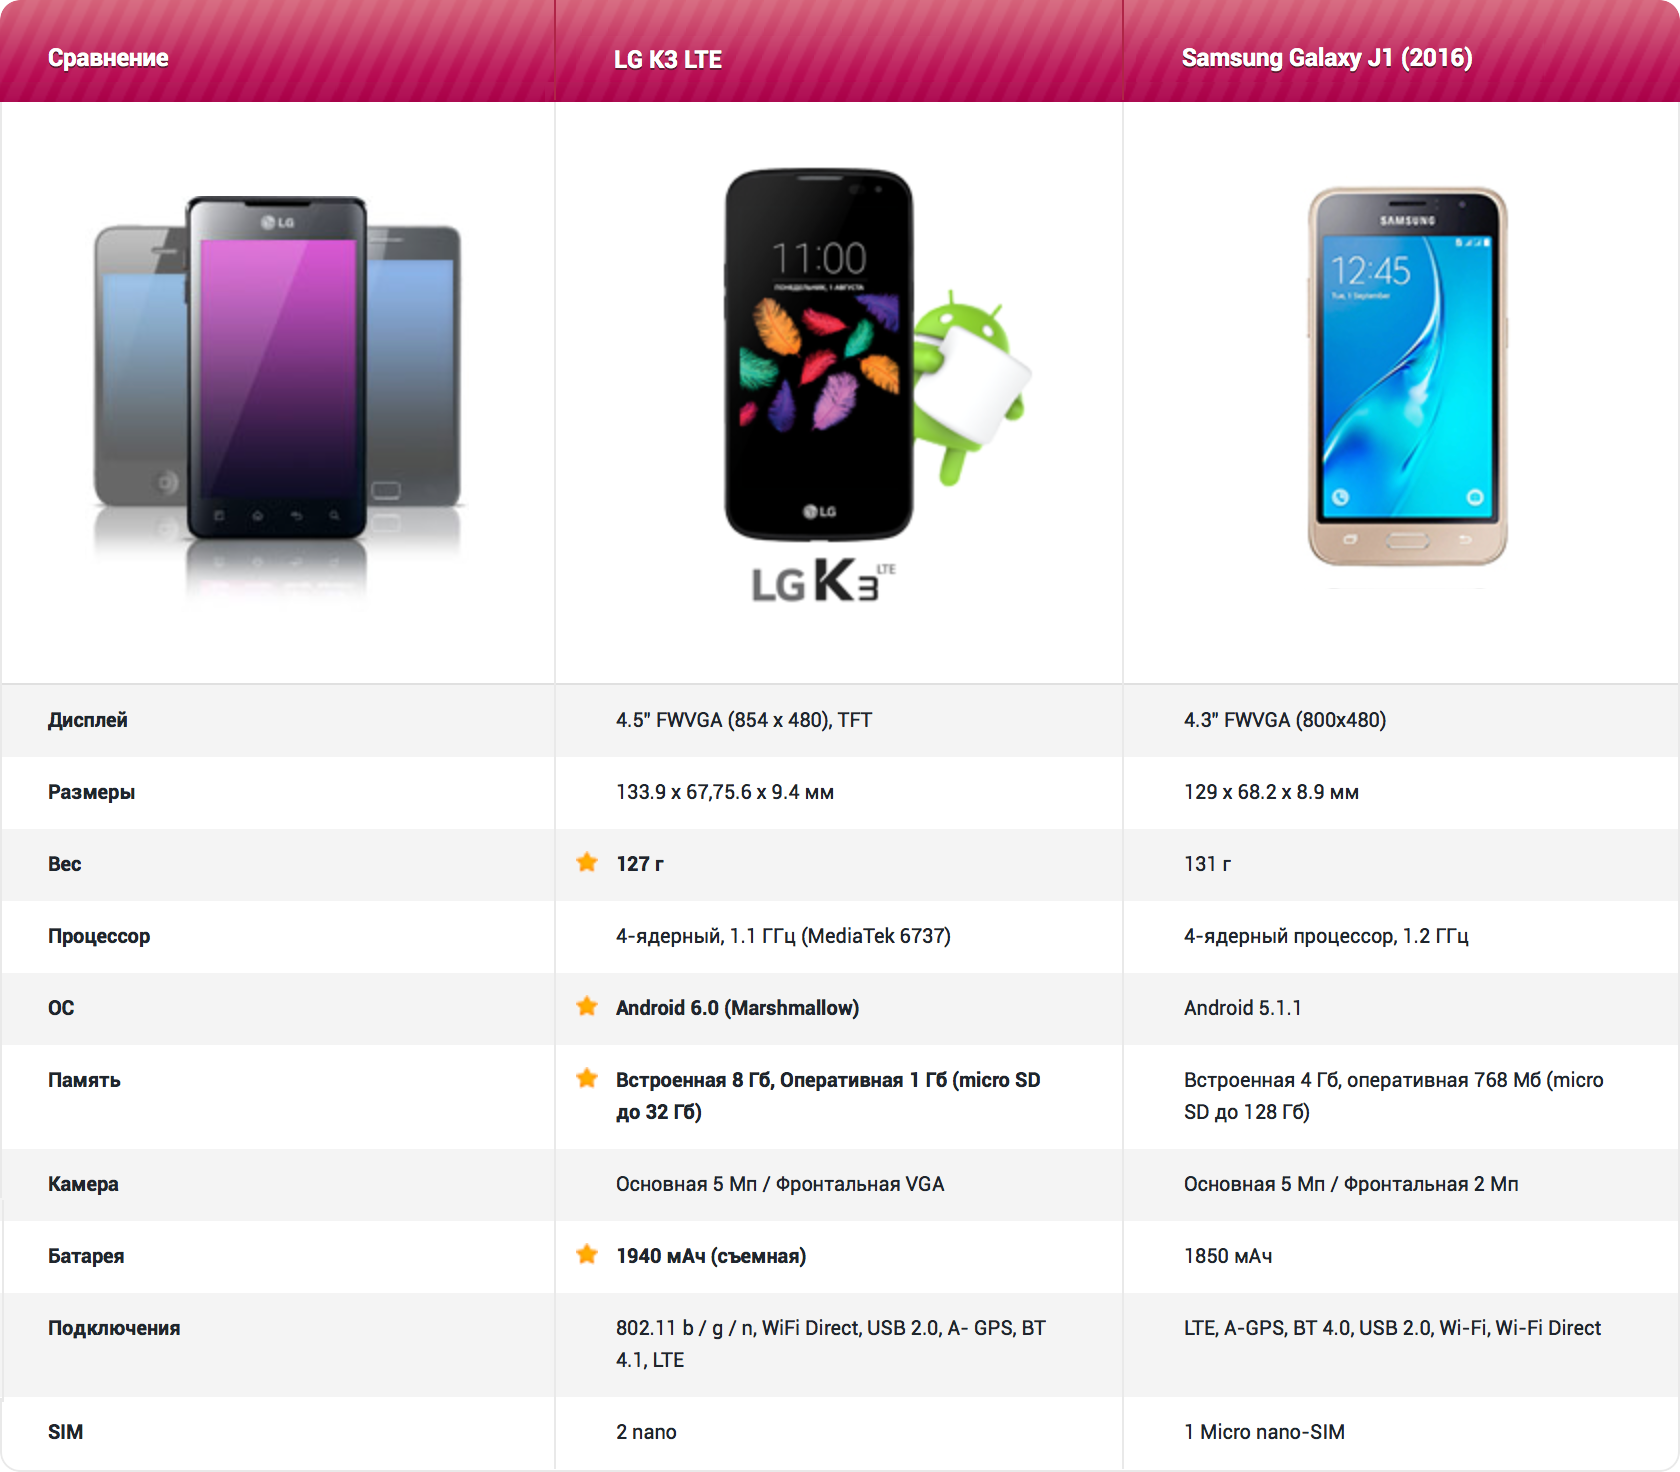 Сравнение
LG K3 LTE
Samsung Galaxy J1 (2016)
LG
11:00
ПОНЕДЕЛЬНИК, 1 АВГУСТА
LG
LG K3 LTE
SAMSUNG
12:45
Tue, 1 September
Дисплей
4.5" FWVGA (854 x 480), TFT
4.3" FWVGA (800x480)
Размеры
133.9 x 67,75.6 x 9.4 мм
129 x 68.2 x 8.9 мм
Вес
127 г
131 г
Процессор
4-ядерный, 1.1 ГГц (MediaTek 6737)
4-ядерный процессор, 1.2 ГГц
ОС
Android 6.0 (Marshmallow)
Android 5.1.1
Память
Встроенная 8 Гб, Оперативная 1 Гб (micro SD
до 32 Гб)
Встроенная 4 Гб, оперативная 768 Мб (micro
SD до 128 Гб)
Камера
Основная 5 Мп / Фронтальная VGA
Основная 5 Мп / Фронтальная 2 Мп
Батарея
1940 мАч (съемная)
1850 мАч
Подключения
802.11 b / g / n, WiFi Direct, USB 2.0, A- GPS, BT
4.1, LTE
LTE, A-GPS, BT 4.0, USB 2.0, Wi-Fi, Wi-Fi Direct
SIM
2 nano
1 Micro nano-SIM